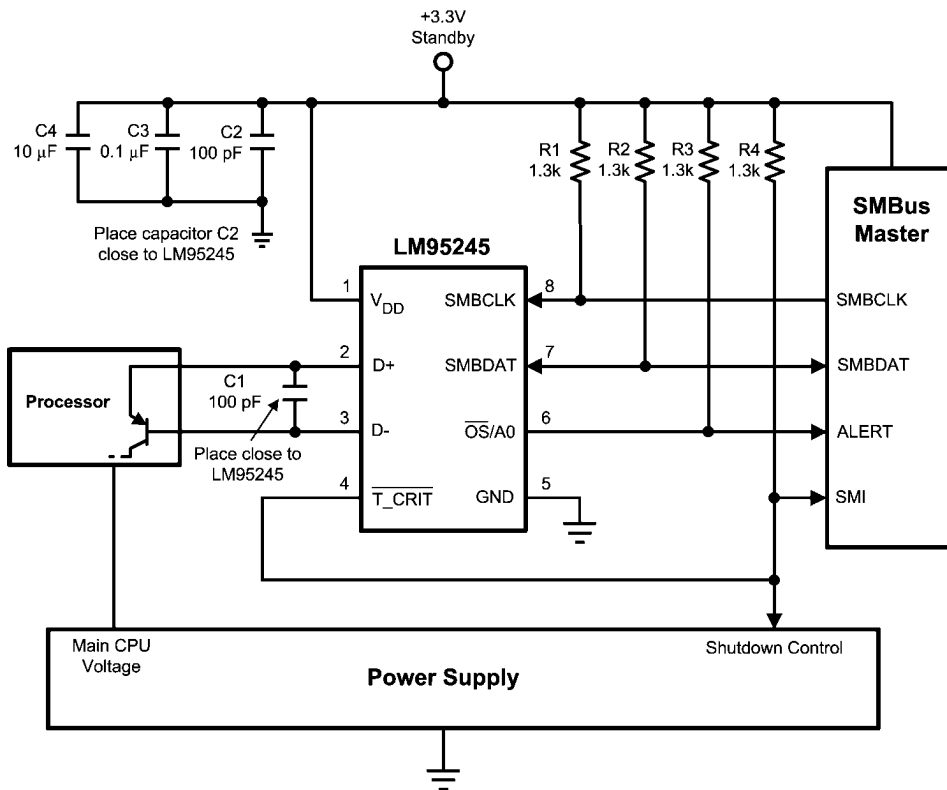 +3.3V
Standby
C4
10 μF
C3
0.1 μF
C2
100 pF
R1
1.3k
R2
1.3k
R3
1.3k
R4
1.3k
Place capacitor C2
close to LM95245
SMBus
Master
LM95245
1
VDD
2
D+
3
D-
4
T_CRIT
SMBCLK
8
SMBDAT
7
OS/A0
6
GND
5
SMBCLK
SMBDAT
ALERT
SMI
Processor
C1
100 pF
Place close to
LM95245
Main CPU
Voltage
Shutdown Control
Power Supply